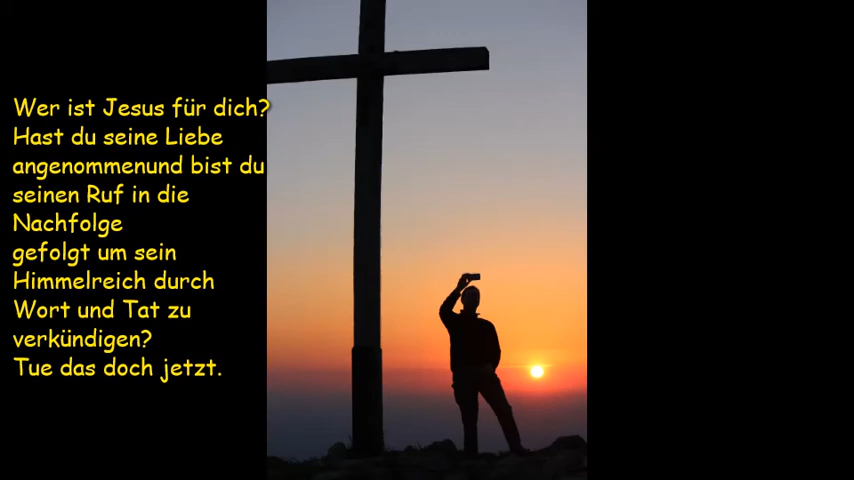 Wer ist Jesus für dich?
Hast du seine Liebe
angenommenund bist du
seinen Ruf in die
Nachfolge
gefolgt um sein
Himmelreich durch
Wort und Tat zu
verkündigen?
Tue das doch jetzt.